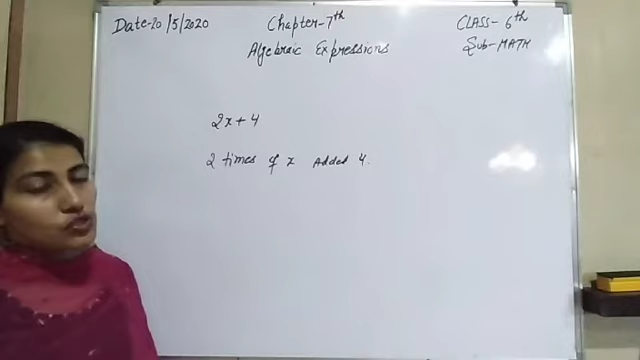 Date-20/5/2020 Chapter-7th CLASS- 6th
Algebraic Expressions Sub-MATH
2x+4
2 times of x Added 4.